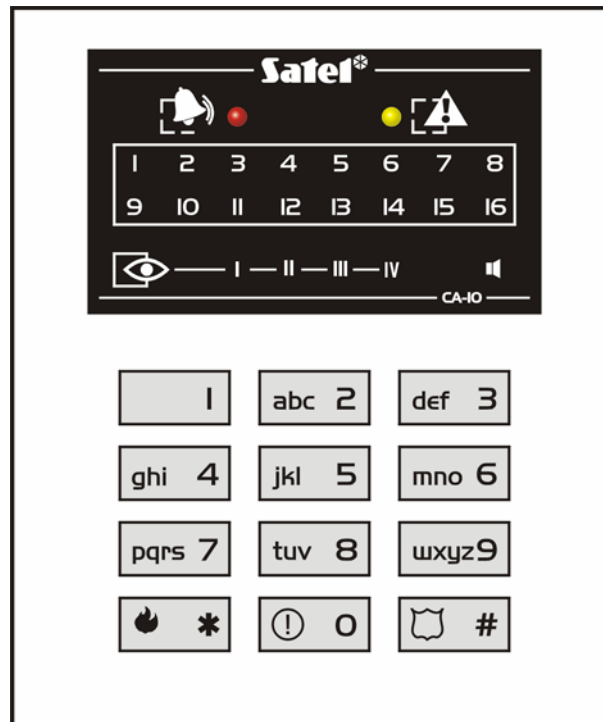 Satel
1 2 3 4 5 6 7 8
9 10 11 12 13 14 15 16
I II III IV
CA-10
1 abc 2 def 3
ghi 4 jkl 5 mno 6
pqrs 7 tuv 8 wxyz 9
* ! 0 #